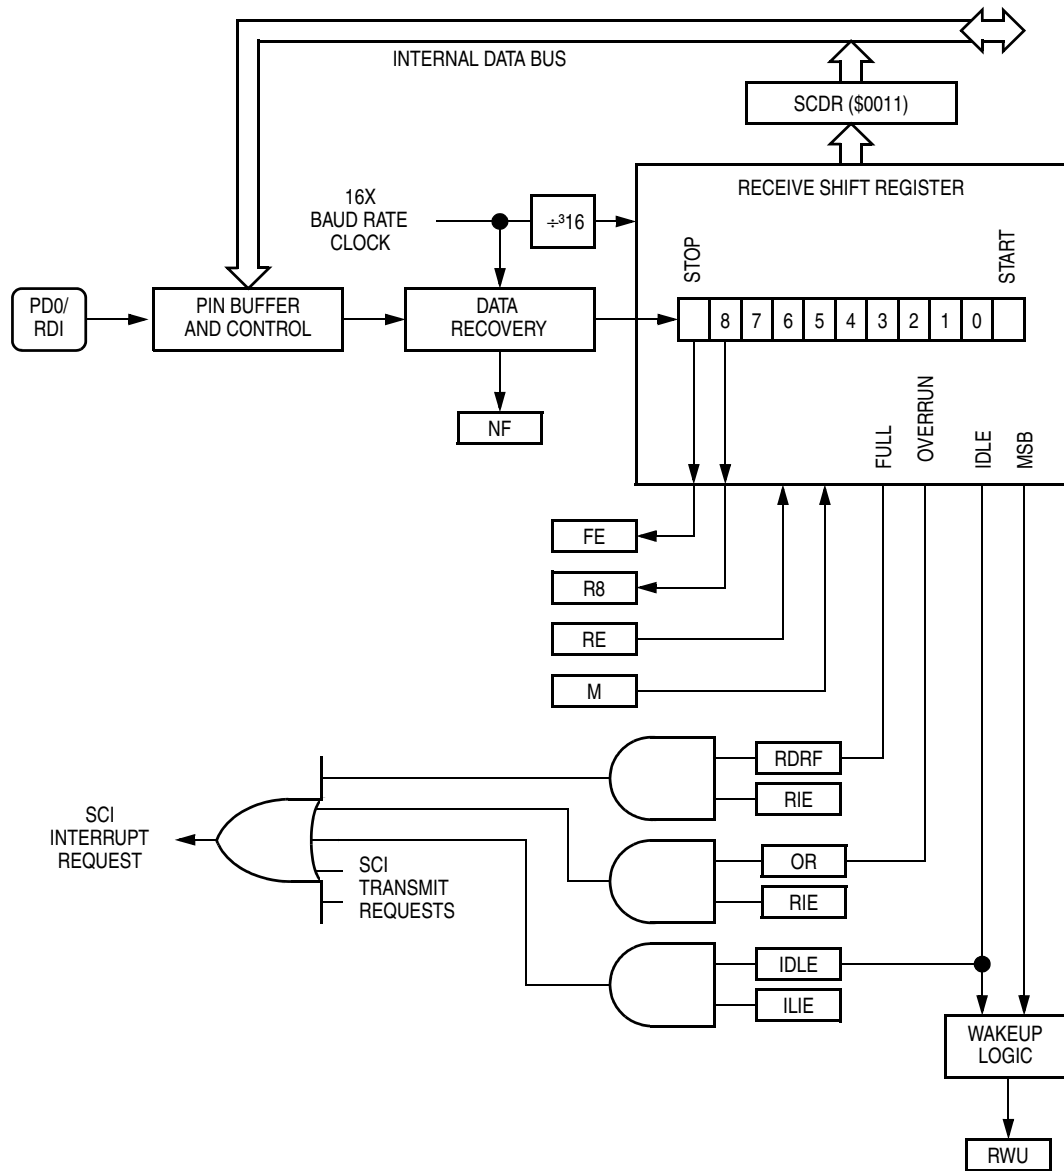 INTERNAL DATA BUS
SCDR ($0011)
RECEIVE SHIFT REGISTER
16X
BAUD RATE
CLOCK
÷³16
STOP
START
PD0/
RDI
PIN BUFFER
AND CONTROL
DATA
RECOVERY
8 7 6 5 4 3 2 1 0
NF
FULL
OVERRUN
IDLE
MSB
FE
R8
RE
M
RDRF
RIE
SCI
INTERRUPT
REQUEST
SCI
TRANSMIT
REQUESTS
OR
RIE
IDLE
ILIE
WAKEUP
LOGIC
RWU